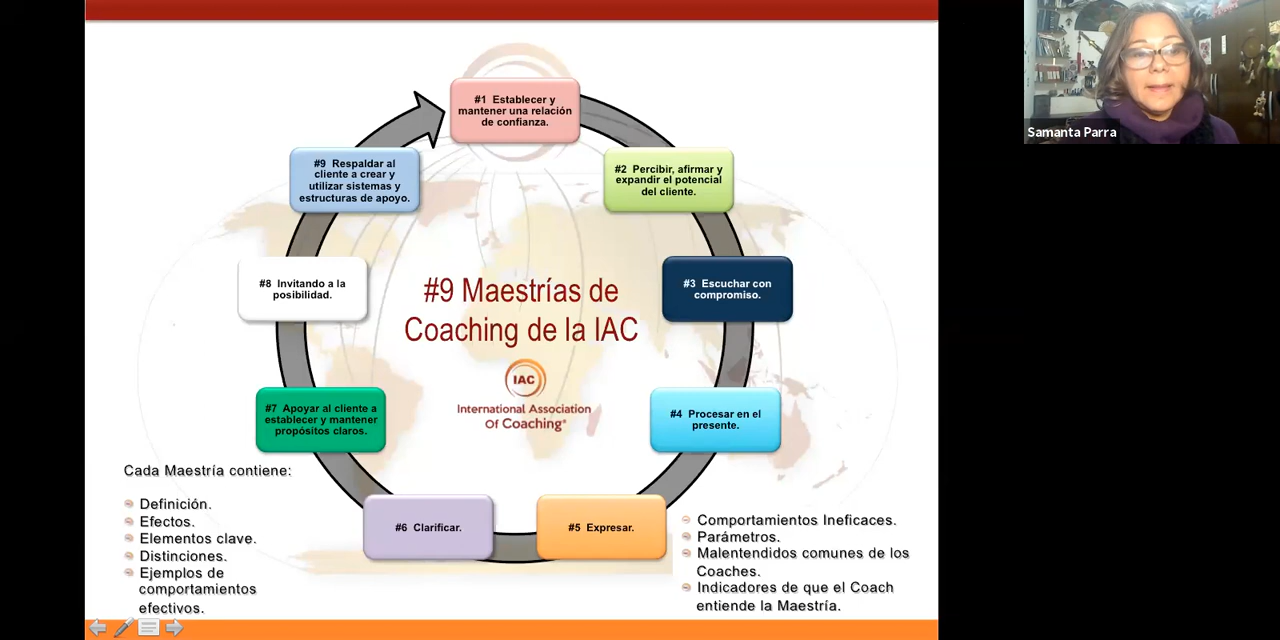 #1 Establecer y
mantener una relación
de confianza.
#2 Percibir, afirmar y
expandir el potencial
del cliente.
#3 Escuchar con
compromiso.
#4 Procesar en el
presente.
#5 Expresar.
#6 Clarificar.
#7 Apoyar al cliente a
establecer y mantener
propósitos claros.
#8 Invitando a la
posibilidad.
#9 Respaldar al
cliente a crear y
utilizar sistemas y
estructuras de apoyo.
#9 Maestrías de
Coaching de la IAC
IAC
International Association
Of Coaching®
Cada Maestría contiene:
Definición.
Efectos.
Elementos clave.
Distinciones.
Ejemplos de
comportamientos
efectivos.
Comportamientos Ineficaces.
Parámetros.
Malentendidos comunes de los
Coaches.
Indicadores de que el Coach
entiende la Maestría.
Samanta Parra